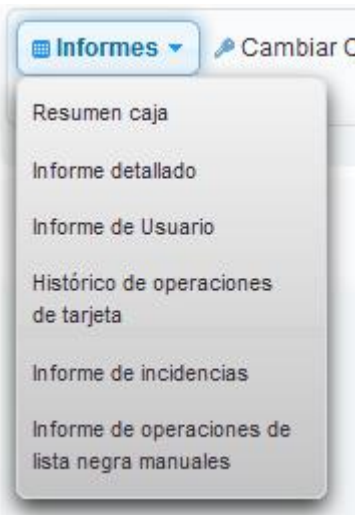 Informes
Cambiar
Resumen caja
Informe detallado
Informe de Usuario
Histórico de operaciones
de tarjeta
Informe de incidencias
Informe de operaciones de
lista negra manuales